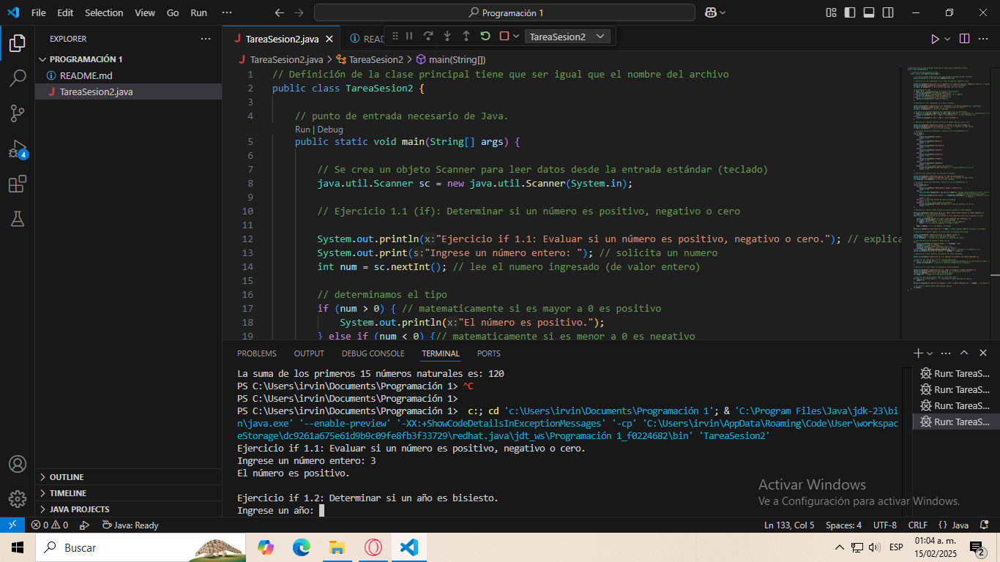 File Edit Selection View Go Run ··· Programación 1
EXPLORER ···
PROGRAMACIÓN 1
README.md
TareaSesion2.java
OUTLINE
TIMELINE
JAVA PROJECTS
TareaSesion2.java READ TareaSesion2
TareaSesion2.java > TareaSesion2 > main(String[])
1 // Definición de la clase principal tiene que ser igual que el nombre del archivo
2 public class TareaSesion2 {
3
4 // punto de entrada necesario de Java.
Run | Debug
5 public static void main(String[] args) {
6
7 // Se crea un objeto Scanner para leer datos desde la entrada estándar (teclado)
8 java.util.Scanner sc = new java.util.Scanner(System.in);
9
10 // Ejercicio 1.1 (if): Determinar si un número es positivo, negativo o cero
11
12 System.out.println(x:"Ejercicio if 1.1: Evaluar si un número es positivo, negativo o cero."); // explica
13 System.out.print(s:"Ingrese un número entero: "); // solicita un numero
14 int num = sc.nextInt(); // lee el numero ingresado (de valor entero)
15
16 // determinamos el tipo
17 if (num > 0) { // matematicamente si es mayor a 0 es positivo
18 System.out.println(x:"El número es positivo.");
19 } else if (num < 0) {// matematicamente si es menor a 0 es negativo
PROBLEMS OUTPUT DEBUG CONSOLE TERMINAL PORTS
La suma de los primeros 15 números naturales es: 120
PS C:\Users\irvin\Documents\Programación 1> ^C
PS C:\Users\irvin\Documents\Programación 1>
PS C:\Users\irvin\Documents\Programación 1>  c:; cd 'c:\Users\irvin\Documents\Programación 1'; & 'C:\Program Files\Java\jdk-23\bi
n\java.exe' '--enable-preview' '-XX:+ShowCodeDetailsInExceptionMessages' '-cp' 'C:\Users\irvin\AppData\Roaming\Code\User\workspac
eStorage\dc9261a675e61d9b9c09fe8fb3f33729\redhat.java\jdt_ws\Programación 1_f0224682\bin' 'TareaSesion2'
Ejercicio if 1.1: Evaluar si un número es positivo, negativo o cero.
Ingrese un número entero: 3
El número es positivo.
Ejercicio if 1.2: Determinar si un año es bisiesto.
Ingrese un año:
Run: TareaS...
Run: TareaS...
Run: TareaS...
Run: TareaS...
Activar Windows
Ve a Configuración para activar Windows.
4
0 0 Java: Ready Ln 133, Col 5 Spaces: 4 UTF-8 CRLF {} Java
Buscar ESP 01:04 a. m.
15/02/2025
2